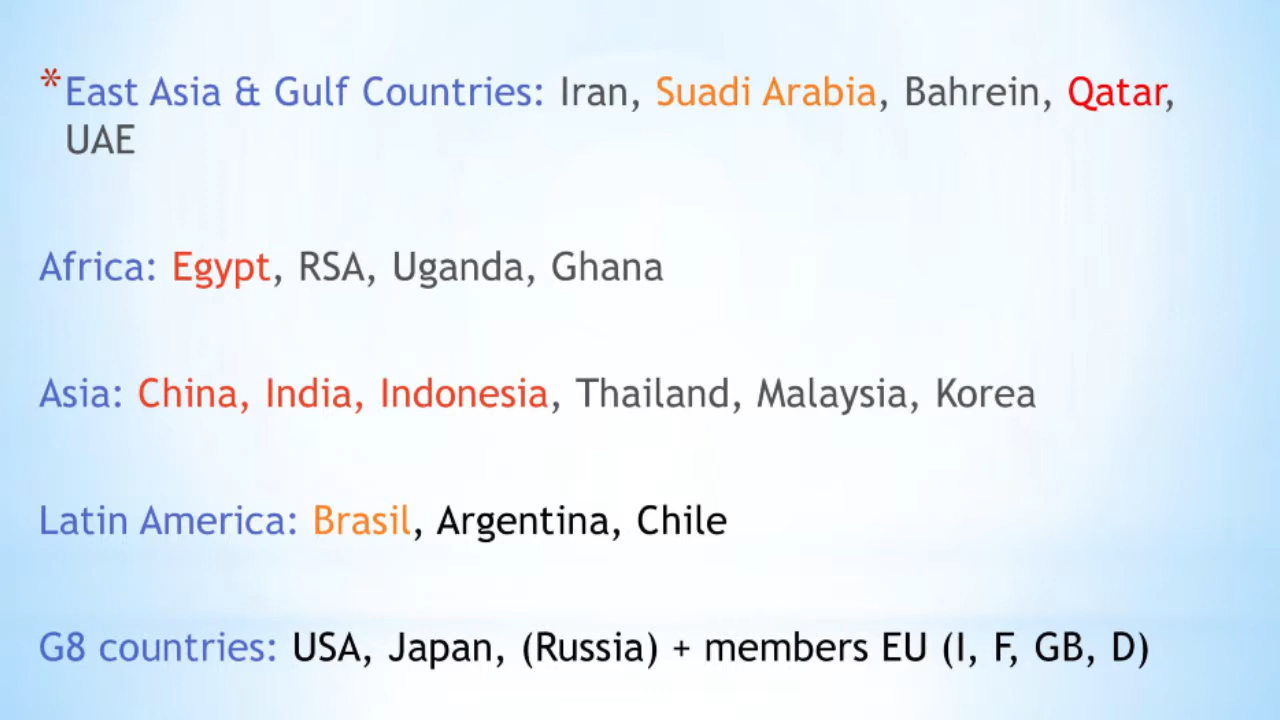 *East Asia & Gulf Countries: Iran, Suadi Arabia, Bahrein, Qatar,
UAE
Africa: Egypt, RSA, Uganda, Ghana
Asia: China, India, Indonesia, Thailand, Malaysia, Korea
Latin America: Brasil, Argentina, Chile
G8 countries: USA, Japan, (Russia) + members EU (I, F, GB, D)